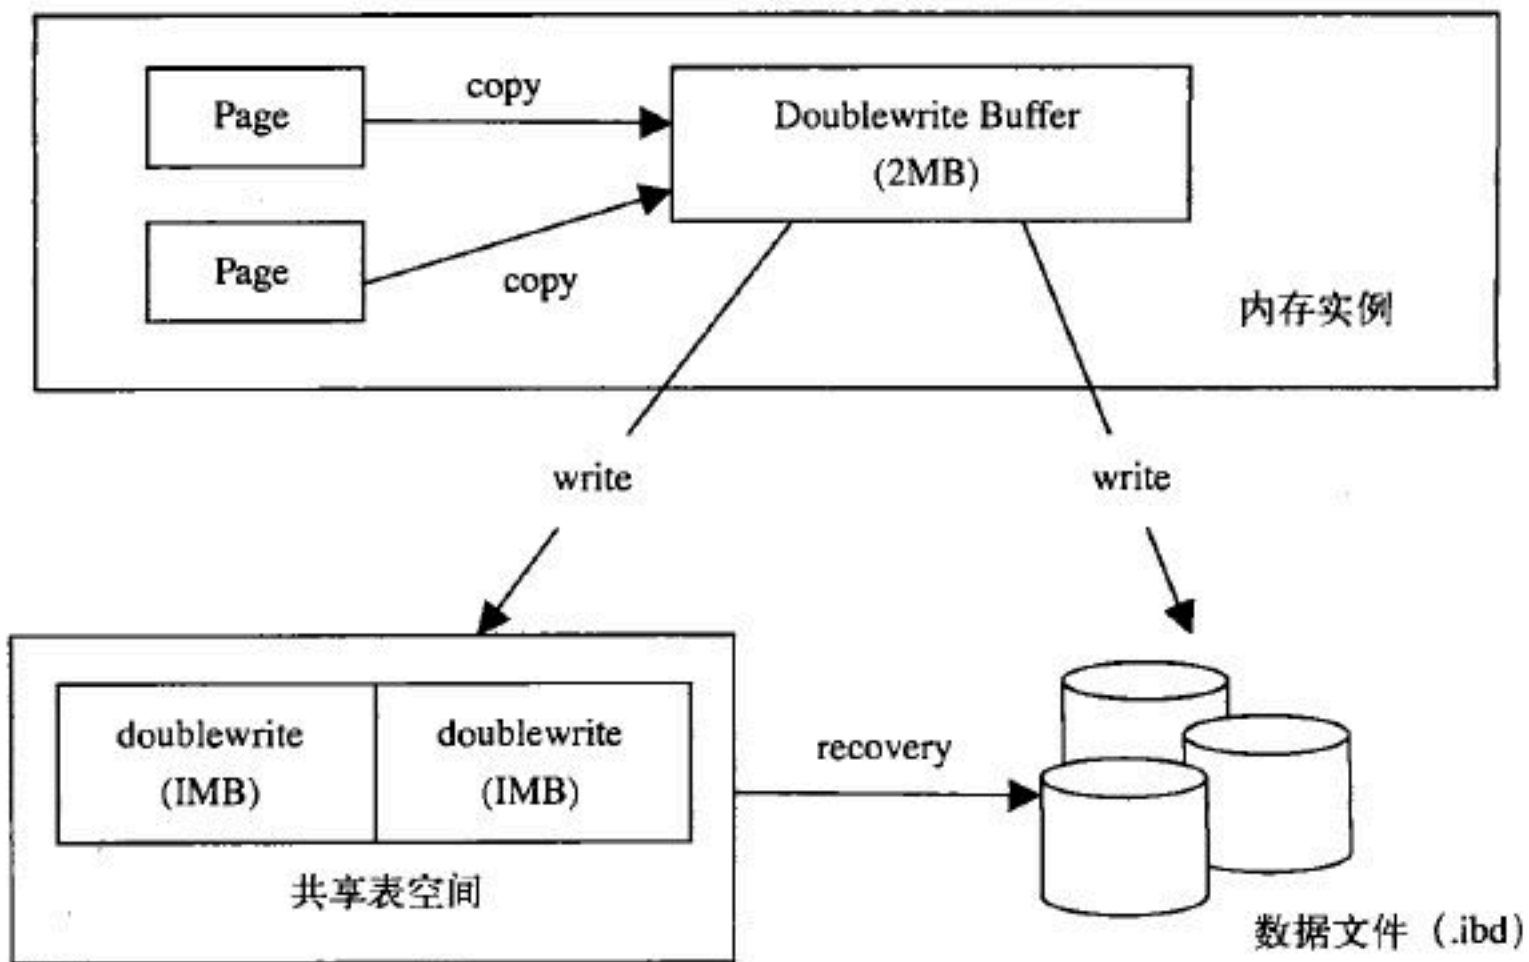 copy
Page
Doublewrite Buffer
(2MB)
Page
copy
内存实例
write
write
doublewrite
(IMB)
doublewrite
(IMB)
recovery
共享表空间
数据文件（.ibd）